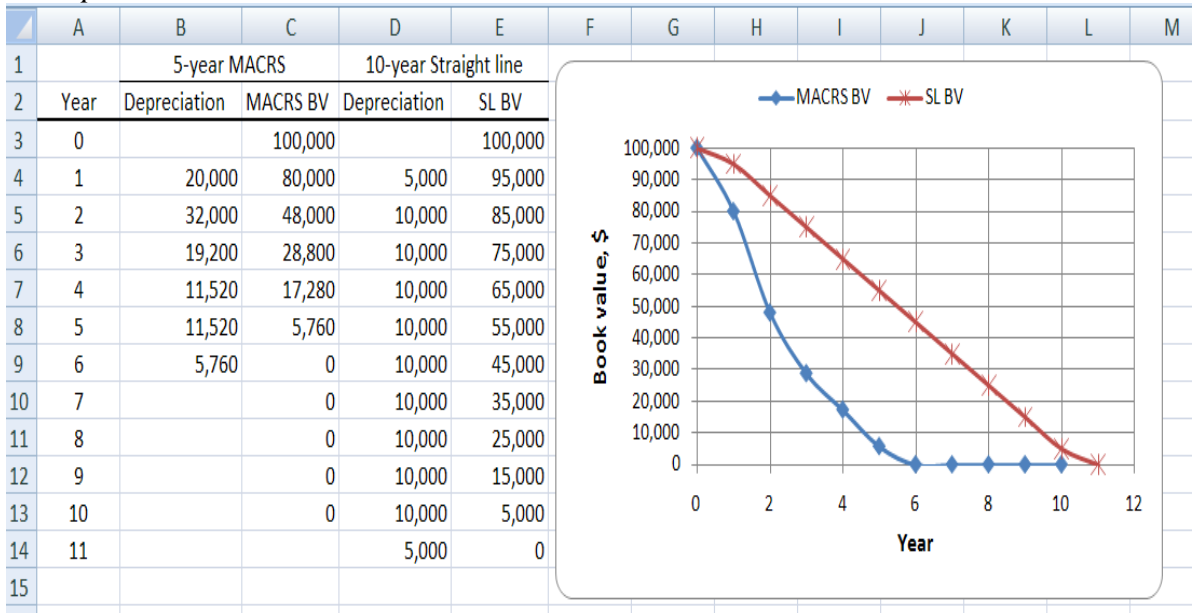 A B C D E F G H I J K L M
1 5-year MACRS 10-year Straight line
2 Year Depreciation MACRS BV Depreciation SL BV
3 0 100,000 100,000
4 1 20,000 80,000 5,000 95,000
5 2 32,000 48,000 10,000 85,000
6 3 19,200 28,800 10,000 75,000
7 4 11,520 17,280 10,000 65,000
8 5 11,520 5,760 10,000 55,000
9 6 5,760 0 10,000 45,000
10 7 0 10,000 35,000
11 8 0 10,000 25,000
12 9 0 10,000 15,000
13 10 0 10,000 5,000
14 11 5,000 0
15
MACRS BV SL BV
100,000
90,000
80,000
70,000
60,000
50,000
40,000
30,000
20,000
10,000
0
Book value, $
0 2 4 6 8 10 12
Year